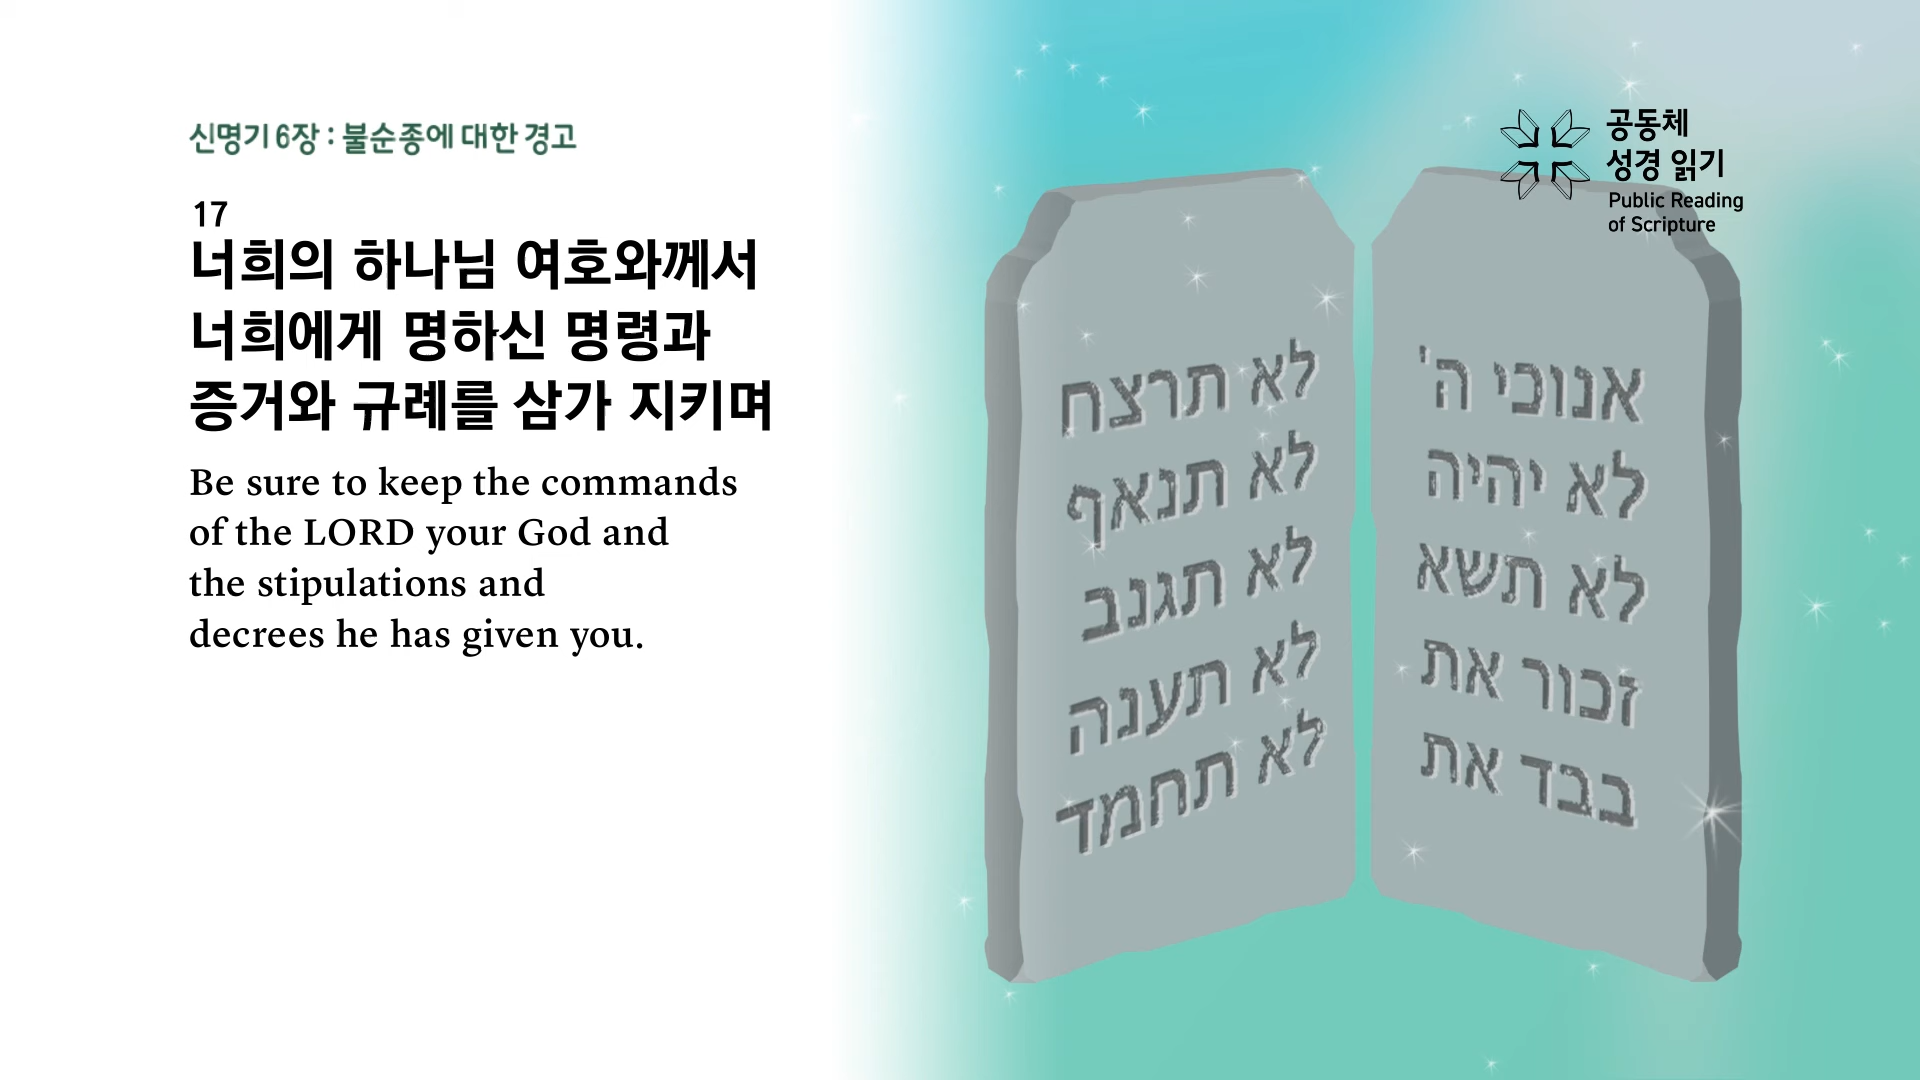 신명기 6장 : 불순종에 대한 경고
17
너희의 하나님 여호와께서
너희에게 명하신 명령과
증거와 규례를 삼가 지키며
Be sure to keep the commands
of the LORD your God and
the stipulations and
decrees he has given you.
공동체
성경 읽기
Public Reading
of Scripture
אנוכי ה'
לא יהיה
לא תשא
זכור את
בבד את
לא תרצח
לא תנאף
לא תגנב
לא תענה
לא תחמד